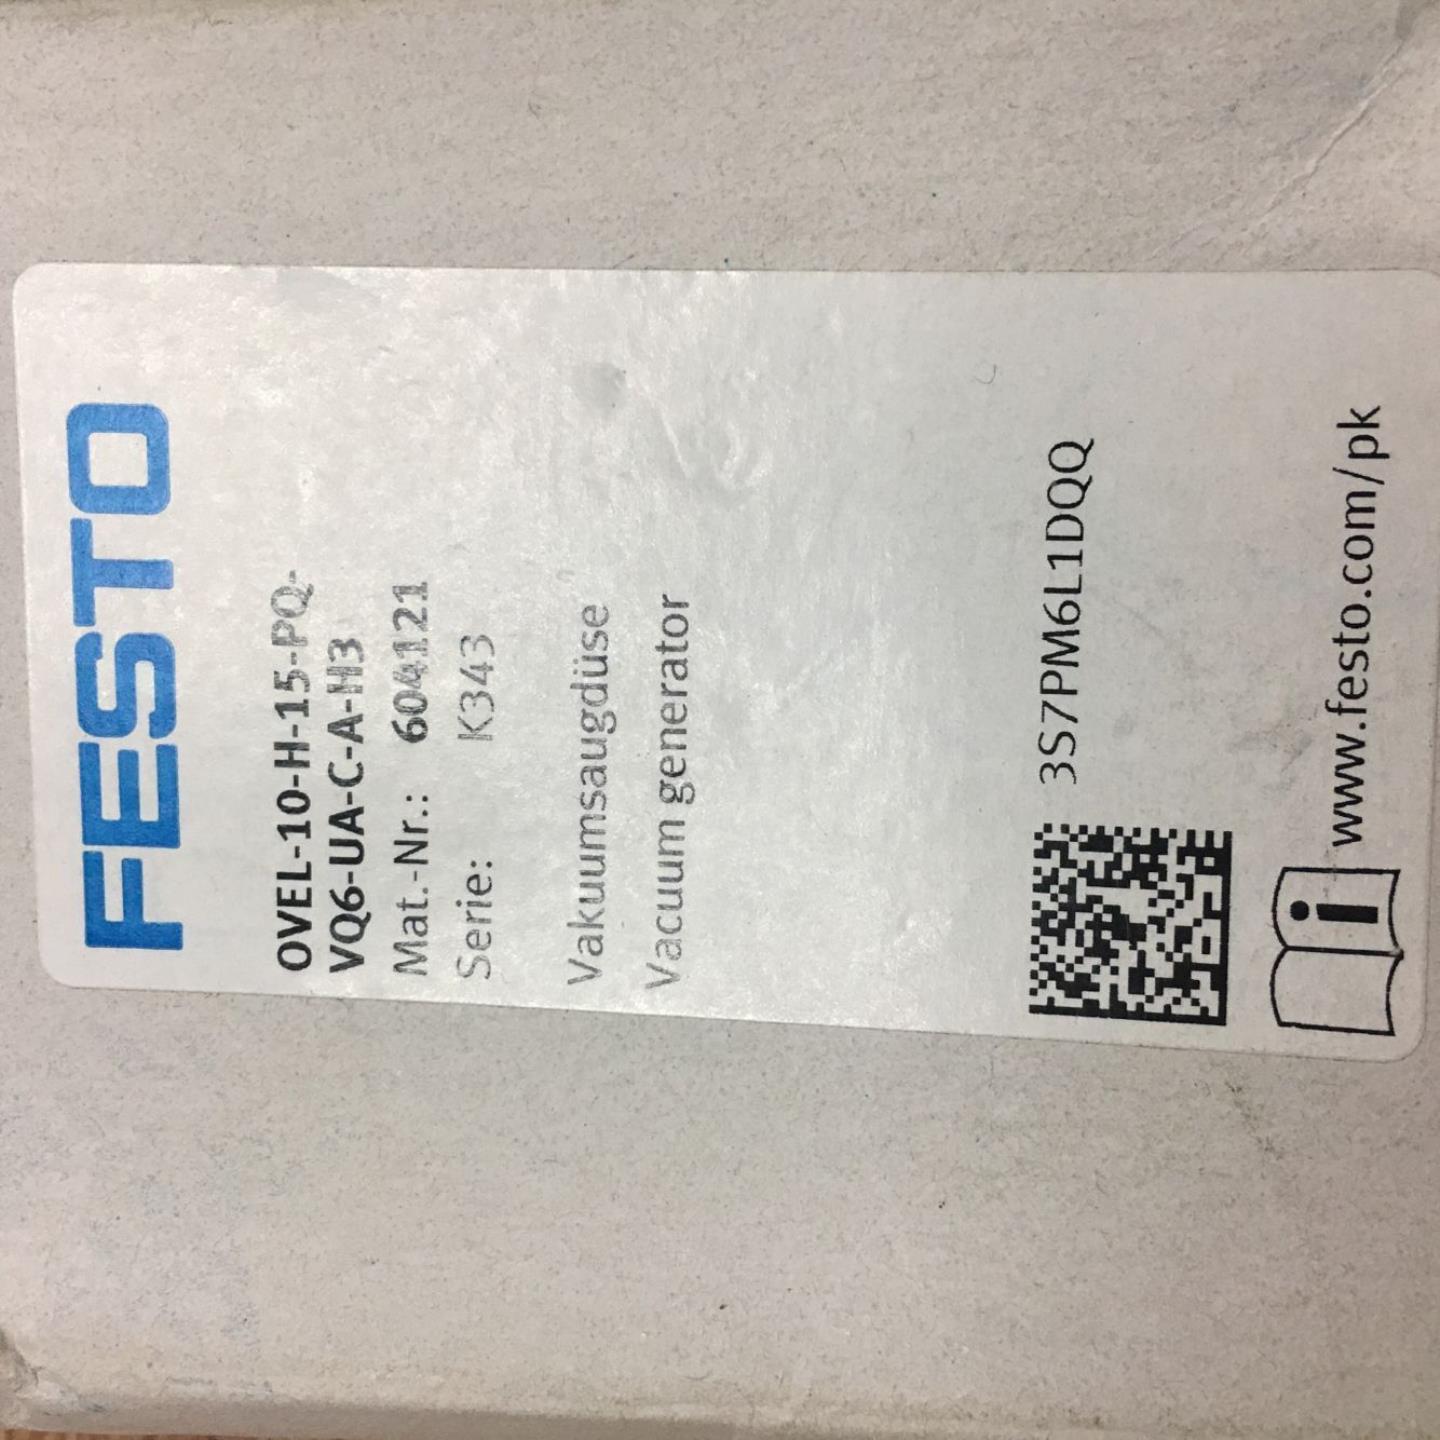 FESTO
OVEL-10-H-15-PQ-
VQ6-UA-C-A-H3
Mat.-Nr.: 604121
Serie: K343
Vakuumsaugdüse
Vacuum generator
3S7PM6L1DQQ
i www.festo.com/pk